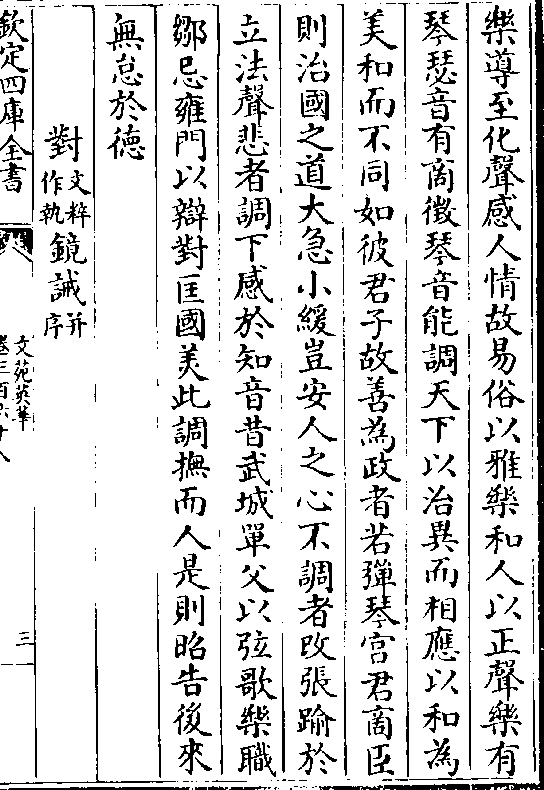 樂導至化聲感人情故易俗以雅樂和人以正聲樂有
琴瑟音有商徵琴音能調天下以治異而相應以和為
美和而不同如彼君子故善為政者若彈琴宫君商臣
則治國之道大急小緩豈安人之心不調者改張踰於
立法聲悲者調下感於知音昔武城單父以弦歌樂職
鄒忌雍門以辯對匡國美此調撫而人是則昭告後來
無怠於德
對文粹作執鏡誡并序
欽定四庫全書
文苑英華
卷三百六十八
三